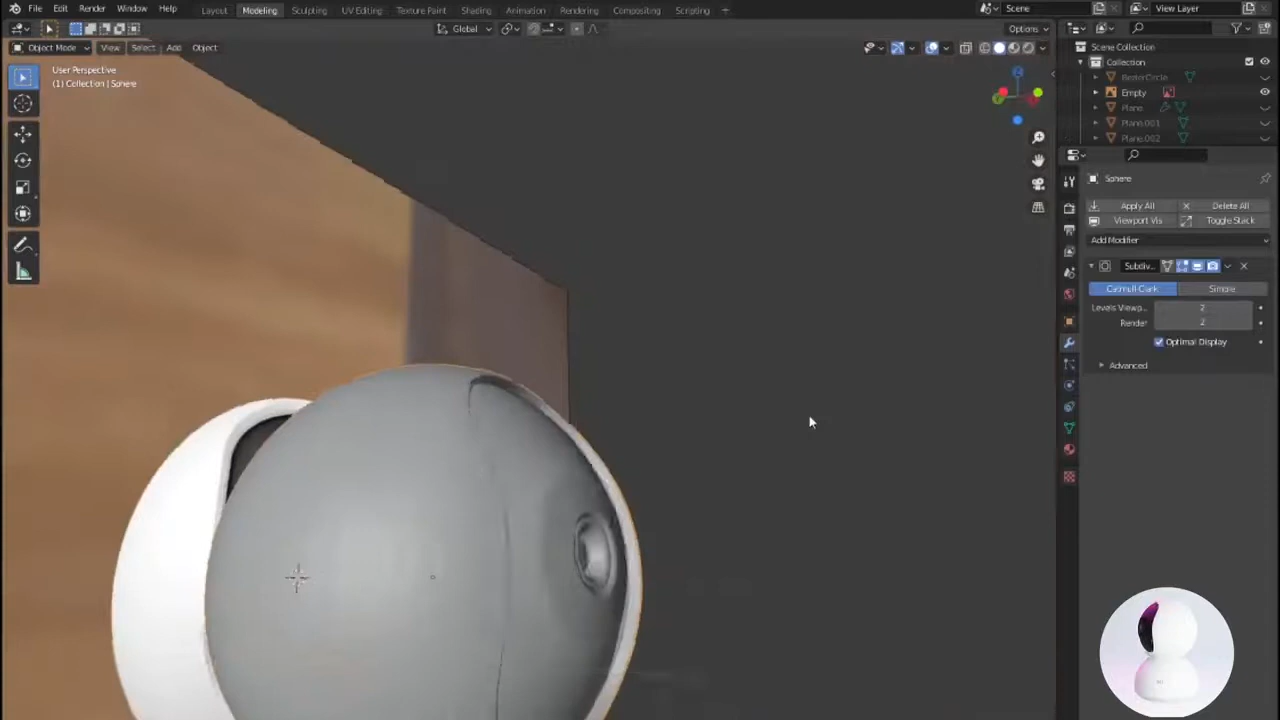 File Edit Render Window Help Layout Modeling Sculpting UV Editing Texture Paint Shading Animation Rendering Compositing Scripting + Scene View Layer
Global Options
Object Mode View Select Add Object
Scene Collection
Collection
User Perspective
(1) Collection | Sphere
BezierCircle
Empty
Plane
Plane.001
Plane.002
Sphere
Apply All Delete All
Viewport Vis Toggle Stack
Add Modifier
Subdiv..
Catmull-Clark Simple
Levels Viewp... 2
Render 2
Optimal Display
Advanced